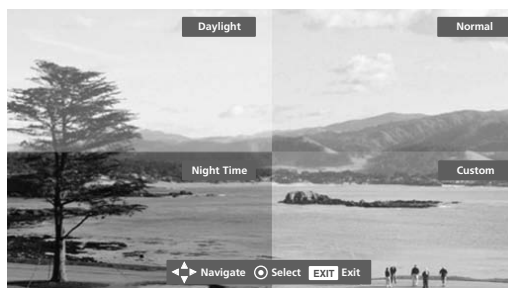 Daylight
Normal
Night Time
Custom
Navigate Select EXIT Exit